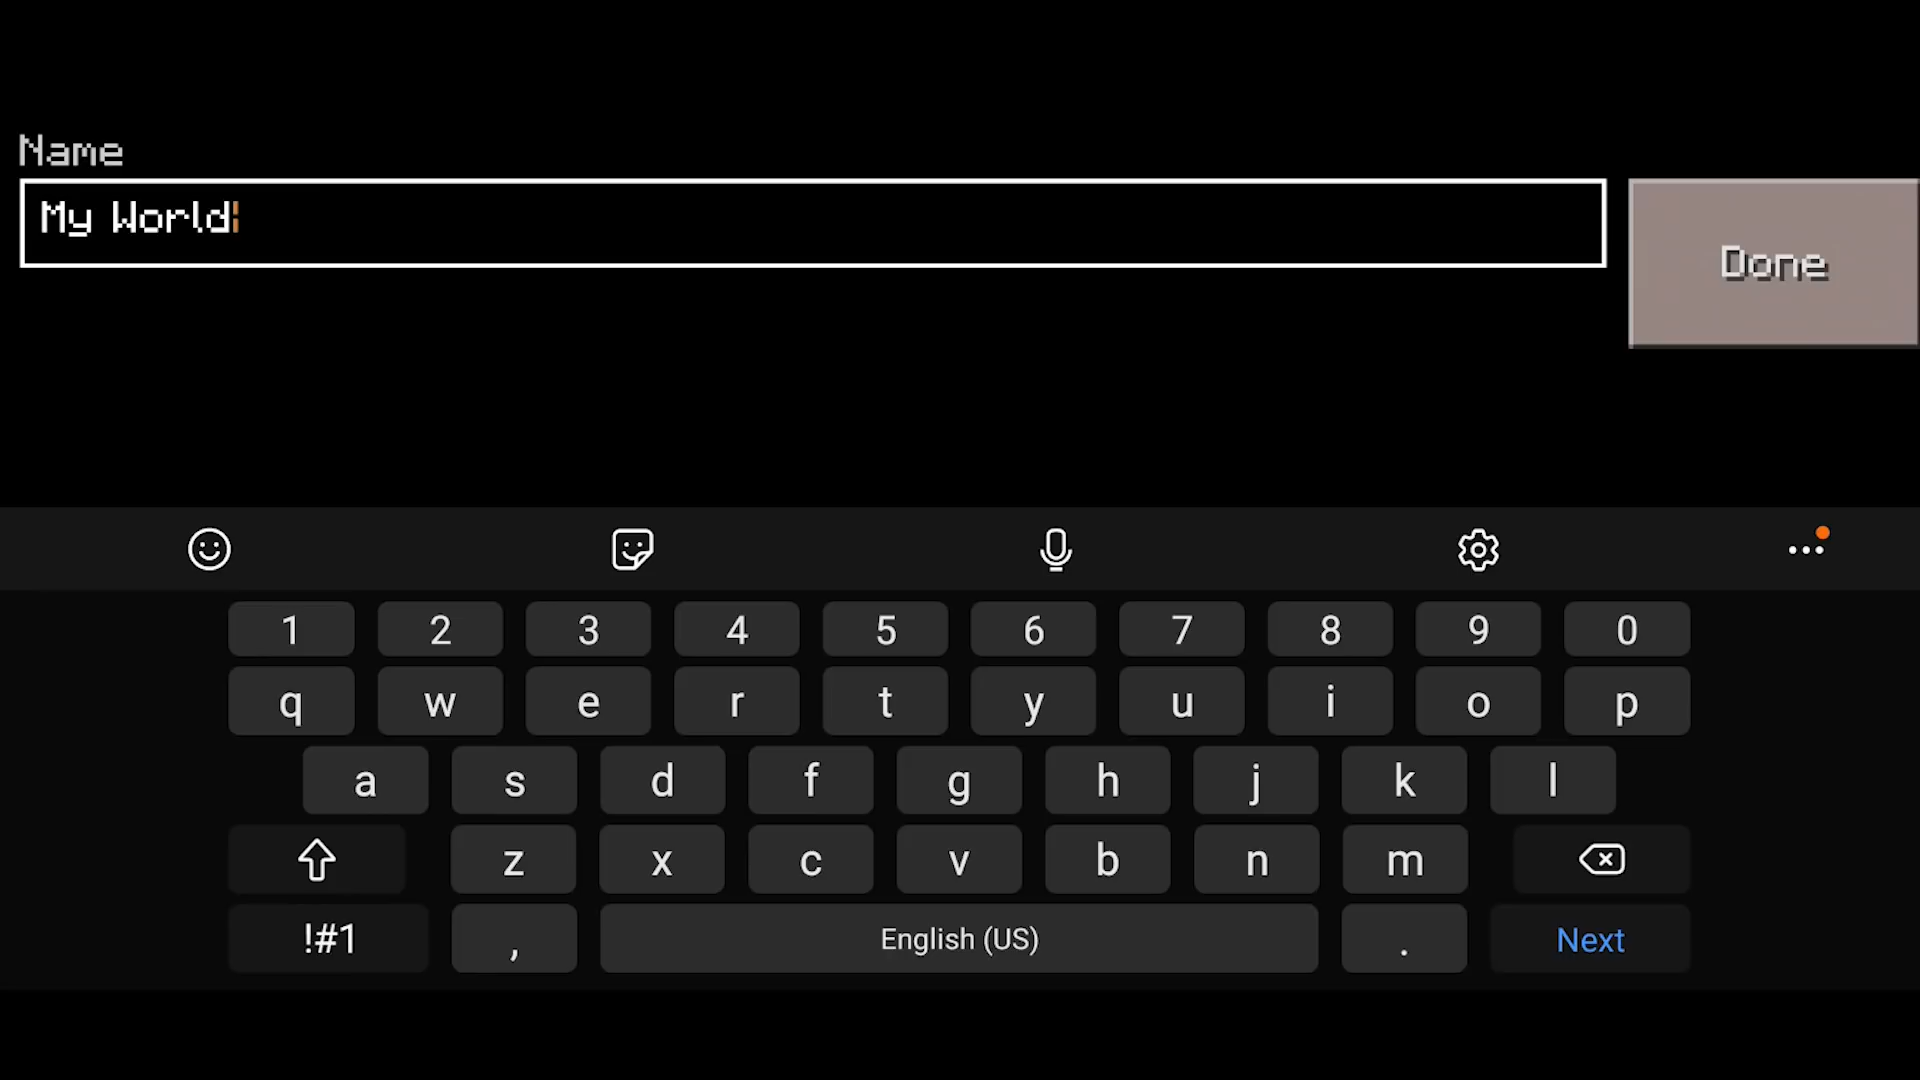 Name
My World
Done
1 2 3 4 5 6 7 8 9 0
q w e r t y u i o p
a s d f g h j k l
z x c v b n m
!#1 , English (US) . Next